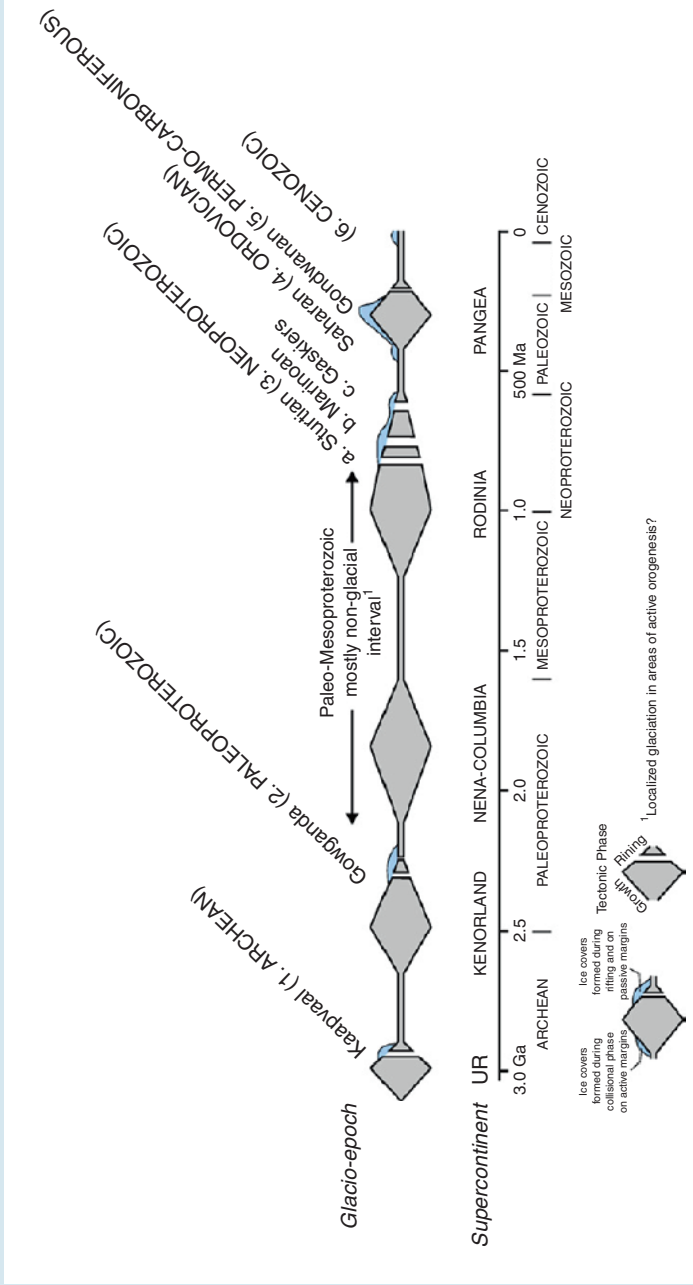 Glacio-epoch
Kaapvaal (1. ARCHEAN)
Gowganda (2. PALEOPROTEROZOIC)
Paleo-Mesoproterozoic
mostly non-glacial
interval1
a. Sturtian (3. NEOPROTEROZOIC)
b. Marinoan
c. Gaskiers
Saharan (4. ORDOVICIAN)
Gondwanan (5. PERMO-CARBONIFEROUS)
(6. CENOZOIC)
Supercontinent
UR
KENORLAND
NENA-COLUMBIA
RODINIA
PANGEA
3.0 Ga
2.5
2.0
1.5
1.0
500 Ma
0
ARCHEAN
PALEOPROTEROZOIC
MESOPROTEROZOIC
NEOPROTEROZOIC
PALEOZOIC
MESOZOIC
CENOZOIC
Ice covers
formed during
collisional phase
on active margins
Ice covers
formed during
rifting and on
passive margins
Tectonic Phase
Growth
Rining
1Localized glaciation in areas of active orogenesis?